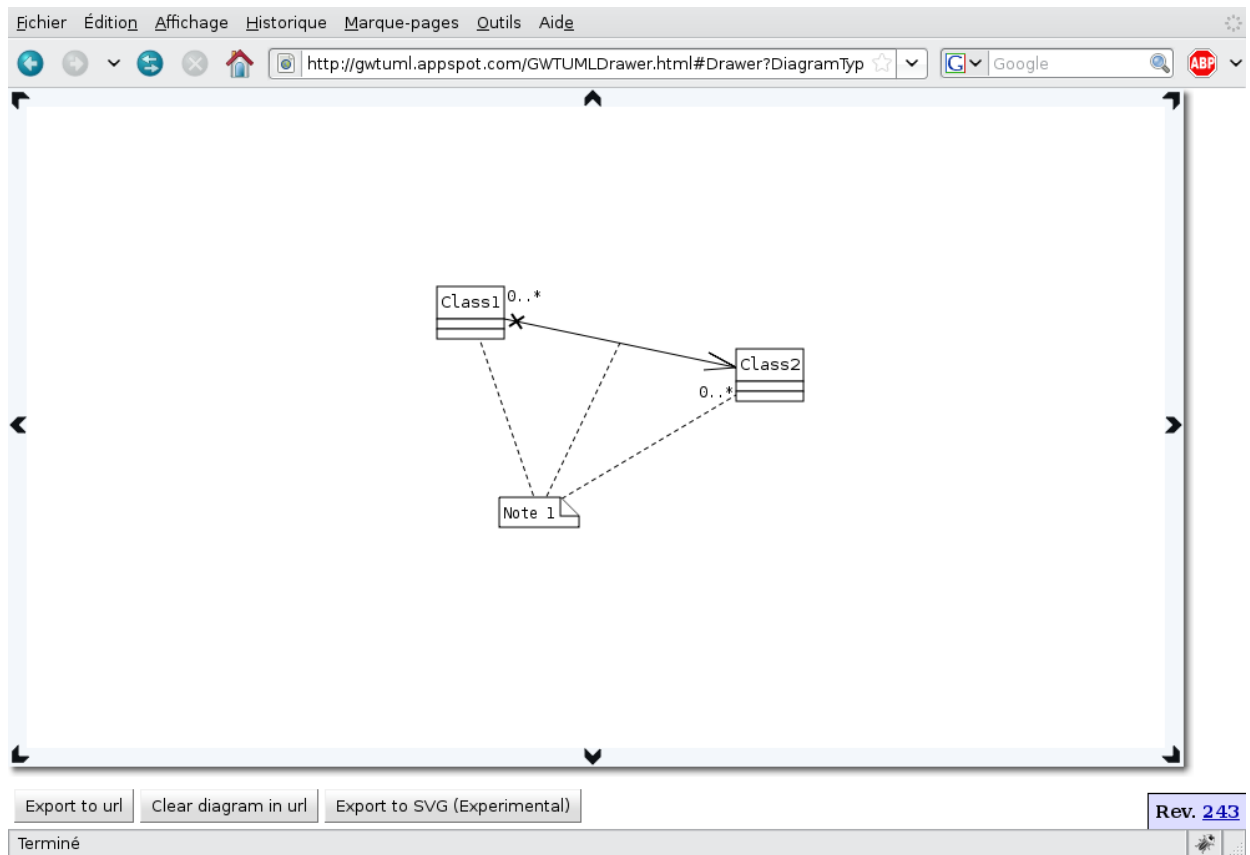 Fichier Édition Affichage Historique Marque-pages Outils Aide
http://gwtuml.appspot.com/GWTUMLDrawer.html#Drawer?DiagramTyp G Google ABP
Class1 0..*
Class2
0..*
Note 1
Export to url Clear diagram in url Export to SVG (Experimental)
Rev. 243
Terminé